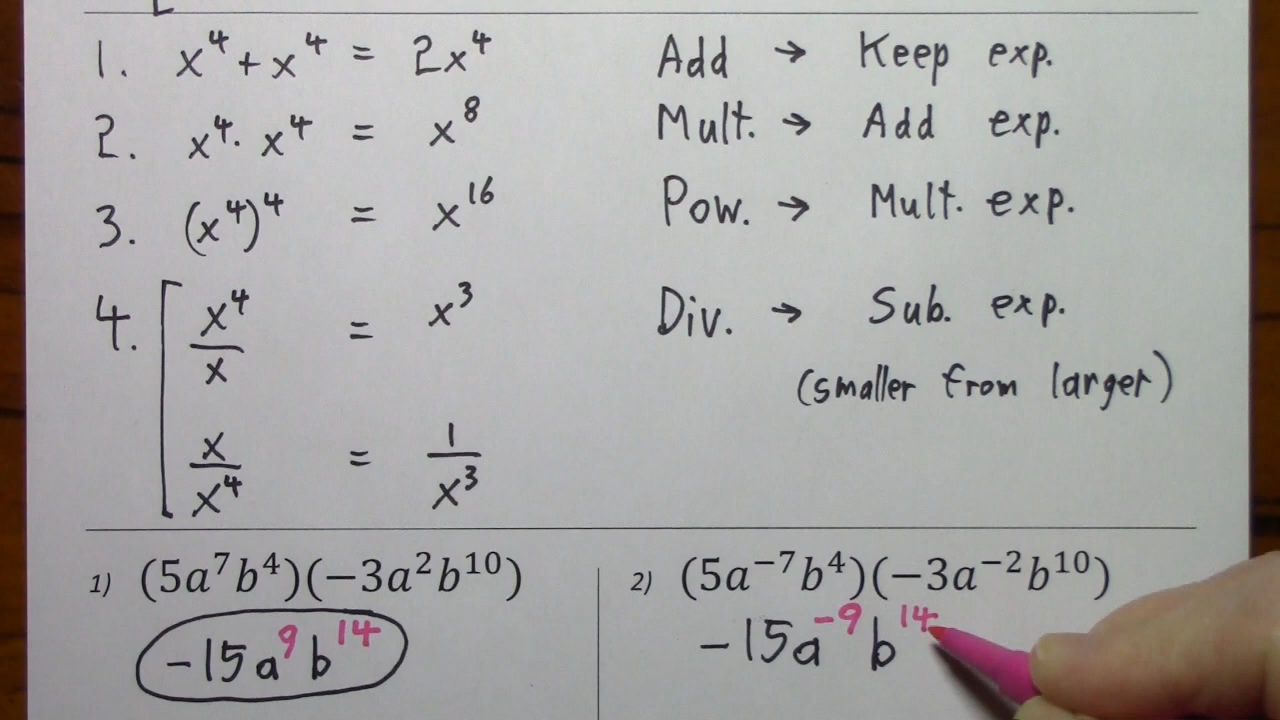 1. x⁴ + x⁴ = 2x⁴ Add → Keep exp.
2. x⁴ · x⁴ = x⁸ Mult. → Add exp.
3. (x⁴)⁴ = x¹⁶ Pow. → Mult. exp.
4. [ x⁴/x = x³ Div. → Sub. exp.
(smaller from larger)
x/x⁴ = 1/x³
1) (5a⁷b⁴)(−3a²b¹⁰) 2) (5a⁻⁷b⁴)(−3a⁻²b¹⁰)
−15a⁹b¹⁴ −15a⁻⁹b¹⁴